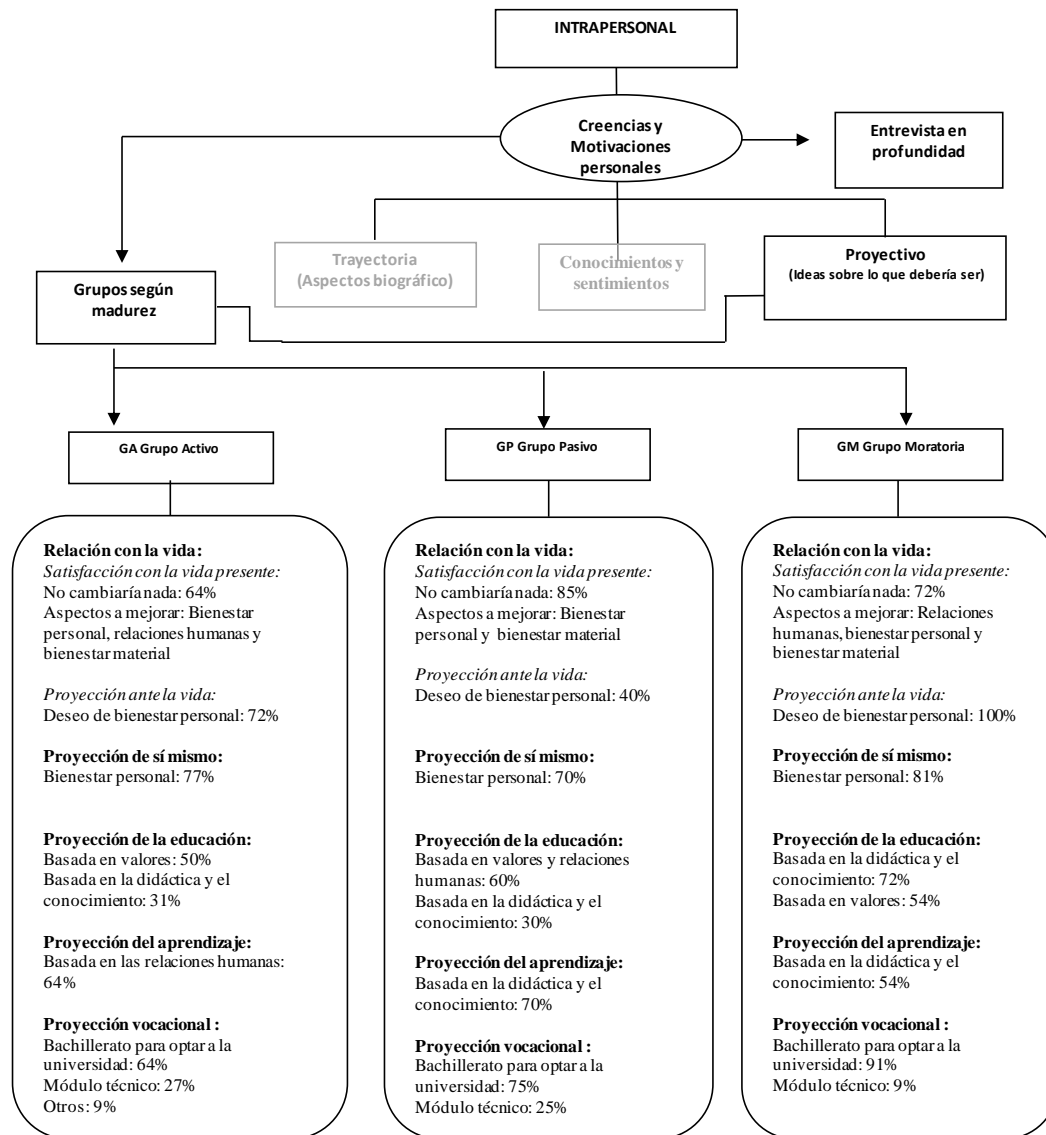 INTRAPERSONAL
Creencias y
Motivaciones
personales
Entrevista en
profundidad
Trayectoria
(Aspectos biográfico)
Conocimientos y
sentimientos
Proyectivo
(Ideas sobre lo que debería ser)
Grupos según
madurez
GA Grupo Activo
GP Grupo Pasivo
GM Grupo Moratoria
Relación con la vida:
Satisfacción con la vida presente:
No cambiaría nada: 64%
Aspectos a mejorar: Bienestar
personal, relaciones humanas y
bienestar material
Proyección ante la vida:
Deseo de bienestar personal: 72%
Proyección de sí mismo:
Bienestar personal: 77%
Proyección de la educación:
Basada en valores: 50%
Basada en la didáctica y el
conocimiento: 31%
Proyección del aprendizaje:
Basada en las relaciones humanas:
64%
Proyección vocacional :
Bachillerato para optar a la
universidad: 64%
Módulo técnico: 27%
Otros: 9%
Relación con la vida:
Satisfacción con la vida presente:
No cambiaría nada: 85%
Aspectos a mejorar: Bienestar
personal y bienestar material
Proyección ante la vida:
Deseo de bienestar personal: 40%
Proyección de sí mismo:
Bienestar personal: 70%
Proyección de la educación:
Basada en valores y relaciones
humanas: 60%
Basada en la didáctica y el
conocimiento: 30%
Proyección del aprendizaje:
Basada en la didáctica y el
conocimiento: 70%
Proyección vocacional :
Bachillerato para optar a la
universidad: 75%
Módulo técnico: 25%
Relación con la vida:
Satisfacción con la vida presente:
No cambiaría nada: 72%
Aspectos a mejorar: Relaciones
humanas, bienestar personal y
bienestar material
Proyección ante la vida:
Deseo de bienestar personal: 100%
Proyección de sí mismo:
Bienestar personal: 81%
Proyección de la educación:
Basada en la didáctica y el
conocimiento: 72%
Basada en valores: 54%
Proyección del aprendizaje:
Basada en la didáctica y el
conocimiento: 54%
Proyección vocacional :
Bachillerato para optar a la
universidad: 91%
Módulo técnico: 9%